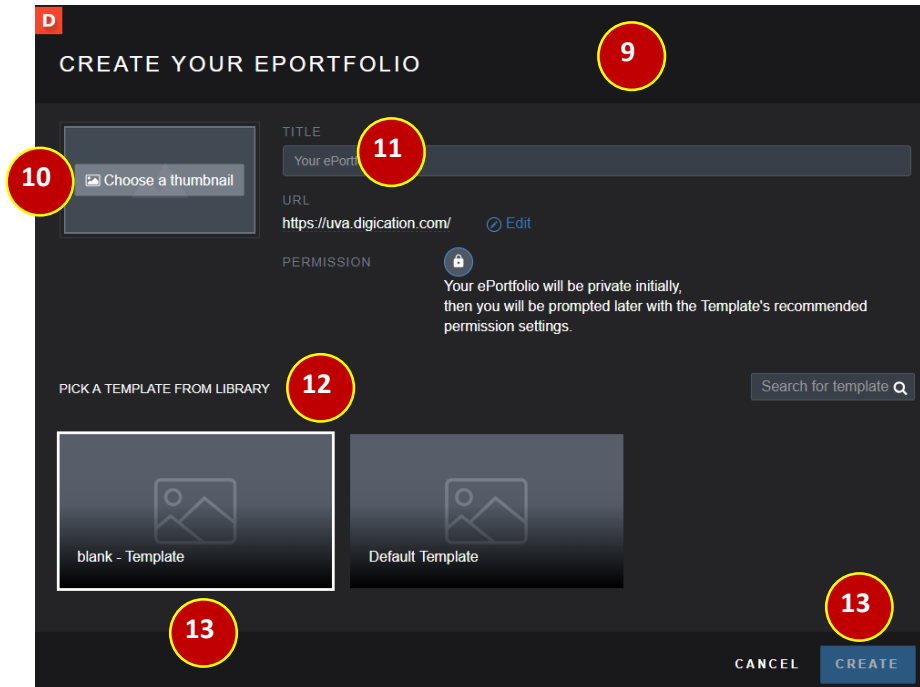 D
CREATE YOUR EPORTFOLIO
9
TITLE
10
Choose a thumbnail
Your ePortf
11
URL
https://uva.digication.com/ Edit
PERMISSION
Your ePortfolio will be private initially,
then you will be prompted later with the Template's recommended
permission settings.
PICK A TEMPLATE FROM LIBRARY
12
Search for template
blank - Template
Default Template
13
13
CANCEL
CREATE